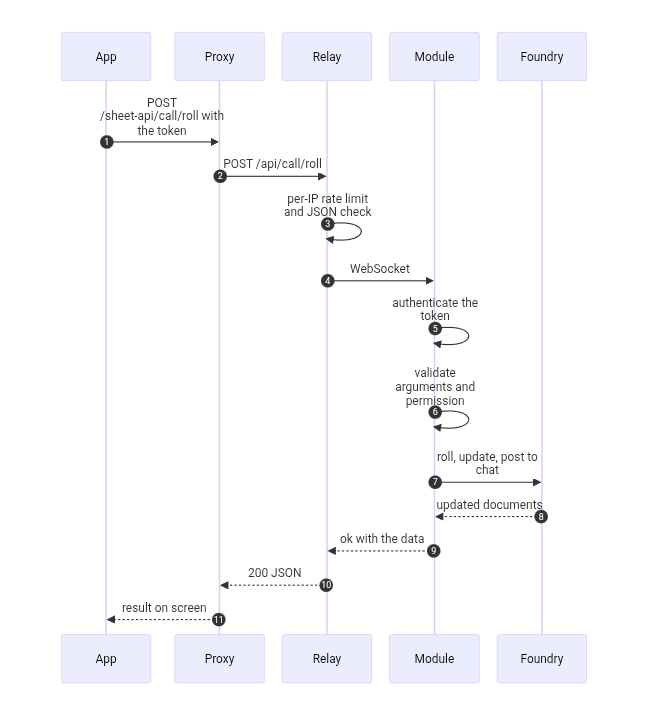 App
Proxy
Relay
Module
Foundry
POST
/sheet-api/call/roll with
the token
1
POST /api/call/roll
2
per-IP rate limit
and JSON check
3
WebSocket
4
authenticate the
token
5
validate
arguments and
permission
6
roll, update, post to
chat
7
updated documents
8
ok with the data
9
200 JSON
10
result on screen
11
App
Proxy
Relay
Module
Foundry